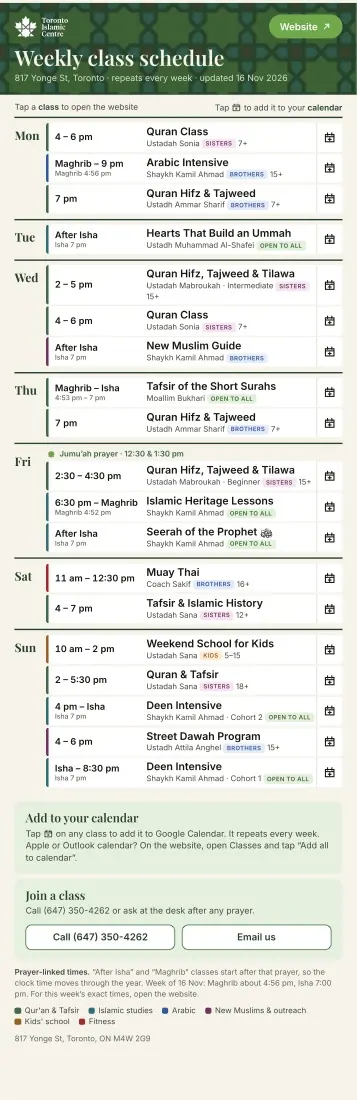 Toronto
Islamic
Centre
Website ↗
Weekly class schedule
817 Yonge St, Toronto · repeats every week · updated 16 Nov 2026
Tap a class to open the website
Tap to add it to your calendar
Mon
4 – 6 pm
Quran Class
Ustadah Sonia SISTERS 7+
Maghrib – 9 pm
Maghrib 4:56 pm
Arabic Intensive
Shaykh Kamil Ahmad BROTHERS 15+
7 pm
Quran Hifz & Tajweed
Ustadh Ammar Sharif BROTHERS 7+
Tue
After Isha
Isha 7 pm
Hearts That Build an Ummah
Ustadh Muhammad Al-Shafei OPEN TO ALL
Wed
2 – 5 pm
Quran Hifz, Tajweed & Tilawa
Ustadah Mabroukah · Intermediate SISTERS
15+
4 – 6 pm
Quran Class
Ustadah Sonia SISTERS 7+
After Isha
Isha 7 pm
New Muslim Guide
Shaykh Kamil Ahmad BROTHERS
Thu
Maghrib – Isha
4:53 pm – 7 pm
Tafsir of the Short Surahs
Moallim Bukhari OPEN TO ALL
7 pm
Quran Hifz & Tajweed
Ustadh Ammar Sharif BROTHERS 7+
Fri
Jumu'ah prayer · 12:30 & 1:30 pm
2:30 – 4:30 pm
Quran Hifz, Tajweed & Tilawa
Ustadah Mabroukah · Beginner SISTERS 15+
6:30 pm – Maghrib
Maghrib 4:52 pm
Islamic Heritage Lessons
Shaykh Kamil Ahmad OPEN TO ALL
After Isha
Isha 7 pm
Seerah of the Prophet ﷺ
Shaykh Kamil Ahmad OPEN TO ALL
Sat
11 am – 12:30 pm
Muay Thai
Coach Sakif BROTHERS 16+
4 – 7 pm
Tafsir & Islamic History
Ustadah Sana SISTERS 12+
Sun
10 am – 2 pm
Weekend School for Kids
Ustadah Sana KIDS 5–15
2 – 5:30 pm
Quran & Tafsir
Ustadah Sana SISTERS 18+
4 pm – Isha
Isha 7 pm
Deen Intensive
Shaykh Kamil Ahmad · Cohort 2 OPEN TO ALL
4 – 6 pm
Street Dawah Program
Ustadh Attila Anghel BROTHERS 15+
Isha – 8:30 pm
Isha 7 pm
Deen Intensive
Shaykh Kamil Ahmad · Cohort 1 OPEN TO ALL
Add to your calendar
Tap on any class to add it to Google Calendar. It repeats every week.
Apple or Outlook calendar? On the website, open Classes and tap “Add all
to calendar”.
Join a class
Call (647) 350-4262 or ask at the desk after any prayer.
Call (647) 350-4262
Email us
Prayer-linked times. “After Isha” and “Maghrib” classes start after that prayer, so the
clock time moves through the year. Week of 16 Nov: Maghrib about 4:56 pm, Isha 7:00
pm. For this week's exact times, open the website.
Qur'an & Tafsir
Islamic studies
Arabic
New Muslims & outreach
Kids' school
Fitness
817 Yonge St, Toronto, ON M4W 2G9